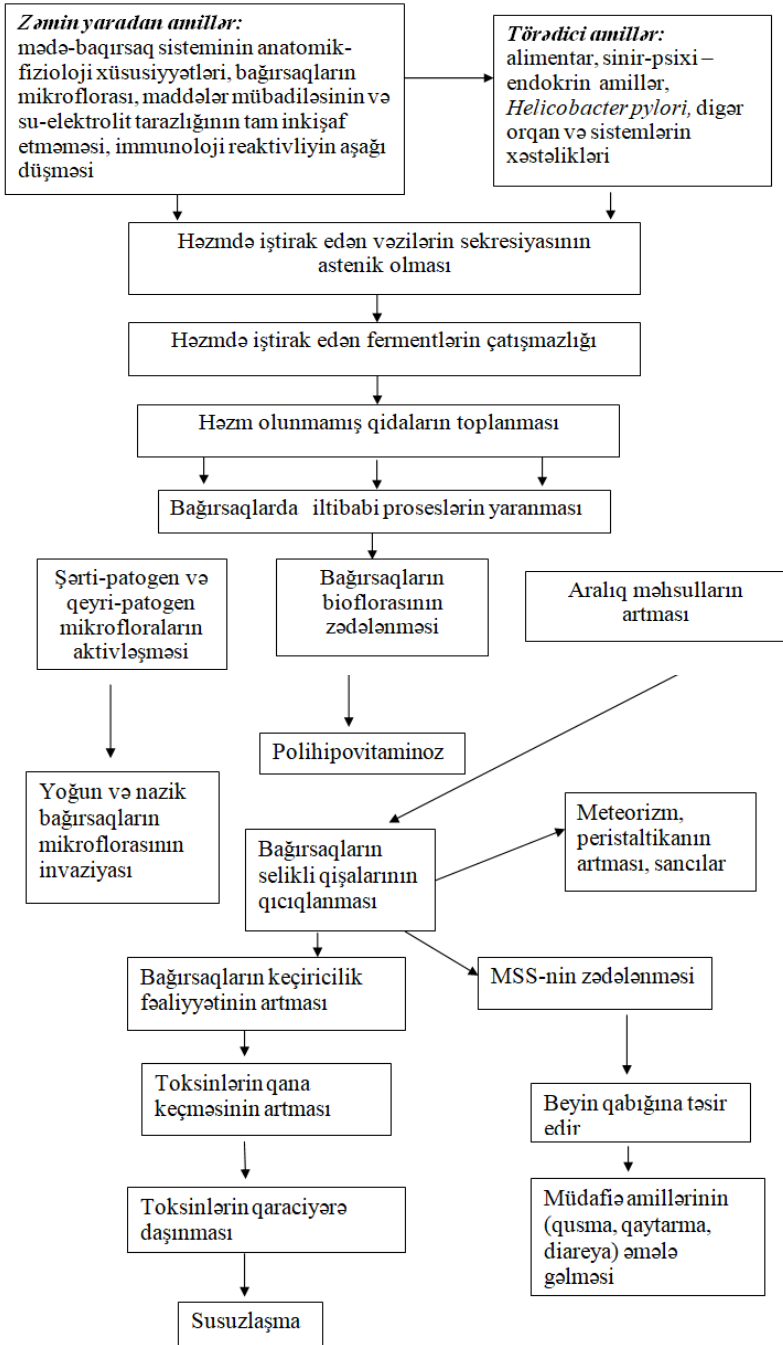 Zəmin yaradan amillər:
mədə-baqırsaq sisteminin anatomik-
fizioloji xüsusiyyətləri, bağırsaqların
mikroflorası, maddələr mübadiləsinin və
su-elektrolit tarazlığının tam inkişaf
etməməsi, immunoloji reaktivliyin aşağı
düşməsi
Törədici amillər:
alimentar, sinir-psixi –
endokrin amillər,
Helicobacter pylori, digər
orqan və sistemlərin
xəstəlikləri
Həzmdə iştirak edən vəzilərin sekresiyasının
astenik olması
Həzmdə iştirak edən fermentlərin çatışmazlığı
Həzm olunmamış qidaların toplanması
Bağırsaqlarda iltibabi proseslərin yaranması
Şərti-patogen və
qeyri-patogen
mikrofloraların
aktivləşməsi
Bağırsaqların
bioflorasının
zədələnməsi
Aralıq məhsulların
artması
Polihipovitaminoz
Yoğun və nazik
bağırsaqların
mikroflorasının
invaziyası
Bağırsaqların
selikli qişalarının
qıcıqlanması
Meteorizm,
peristaltikanın
artması, sancılar
Bağırsaqların keçiricilik
fəaliyyətinin artması
MSS-nin zədələnməsi
Toksinlərin qana
keçməsinin artması
Beyin qabığına təsir
edir
Toksinlərin qaraciyərə
daşınması
Müdafiə amillərinin
(qusma, qaytarma,
diareya) əmələ
gəlməsi
Susuzlaşma